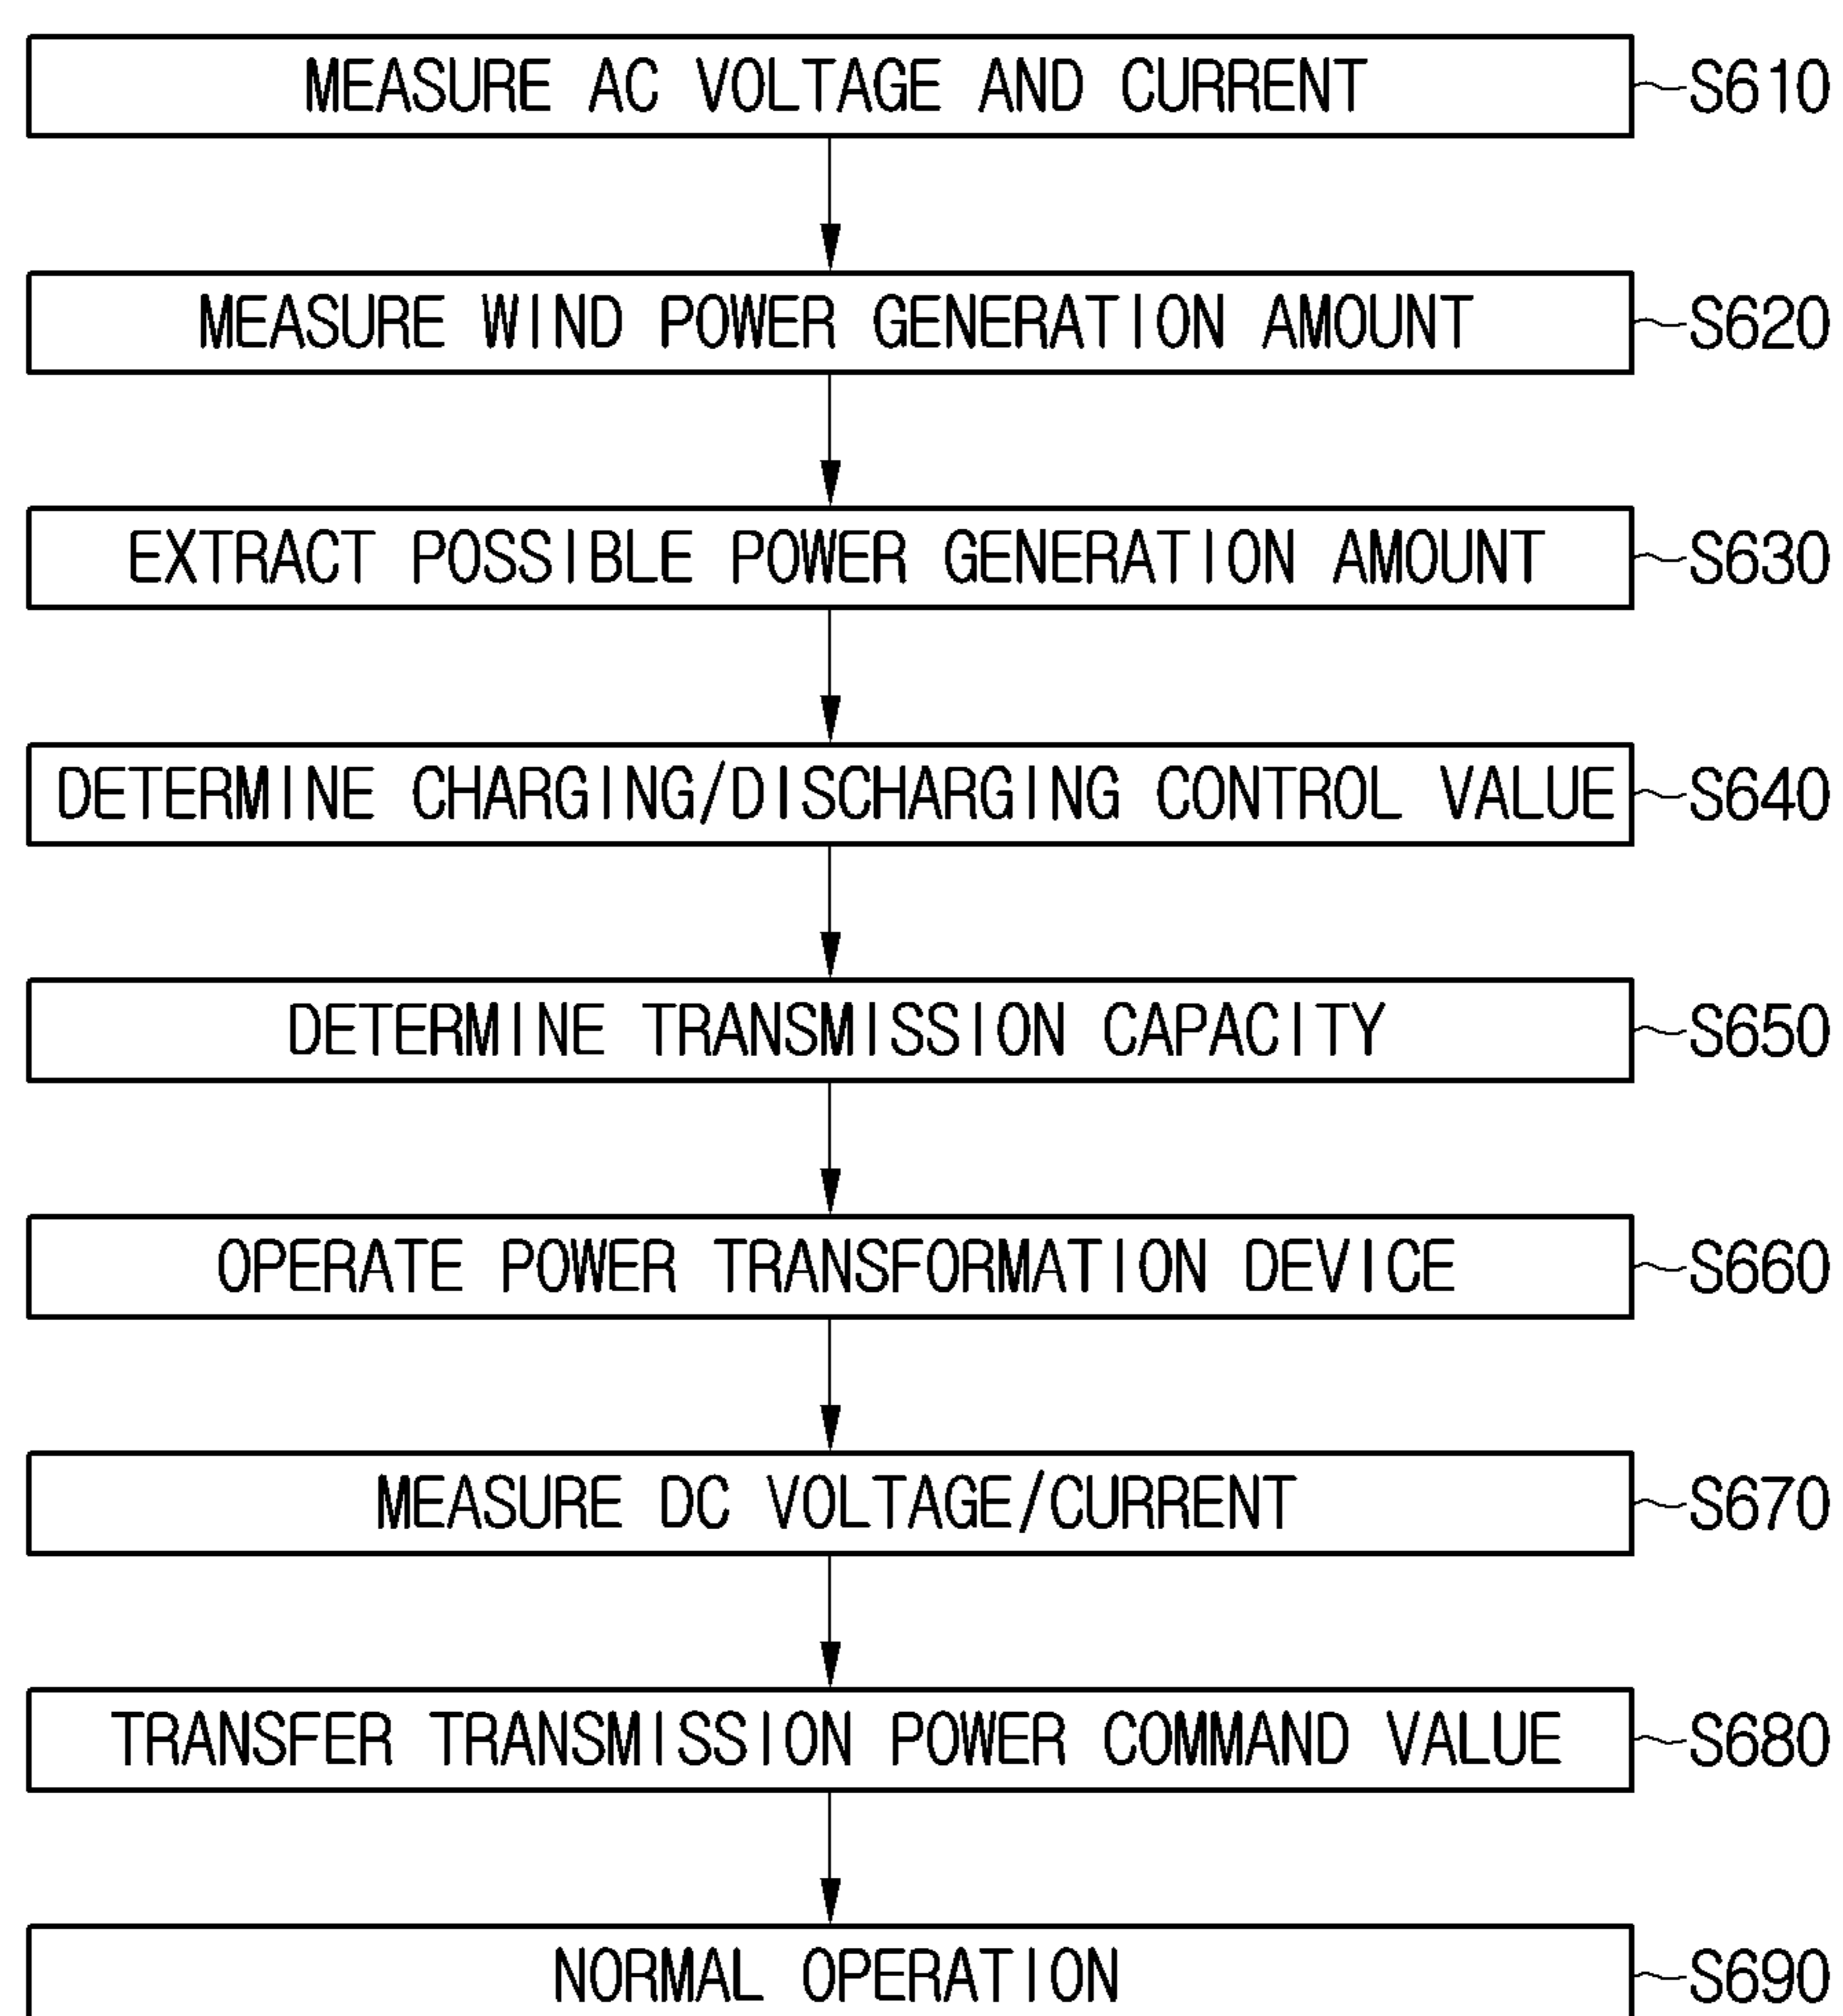 MEASURE AC VOLTAGE AND CURRENT S610
MEASURE WIND POWER GENERATION AMOUNT S620
EXTRACT POSSIBLE POWER GENERATION AMOUNT S630
DETERMINE CHARGING/DISCHARGING CONTROL VALUE S640
DETERMINE TRANSMISSION CAPACITY S650
OPERATE POWER TRANSFORMATION DEVICE S660
MEASURE DC VOLTAGE/CURRENT S670
TRANSFER TRANSMISSION POWER COMMAND VALUE S680
NORMAL OPERATION S690